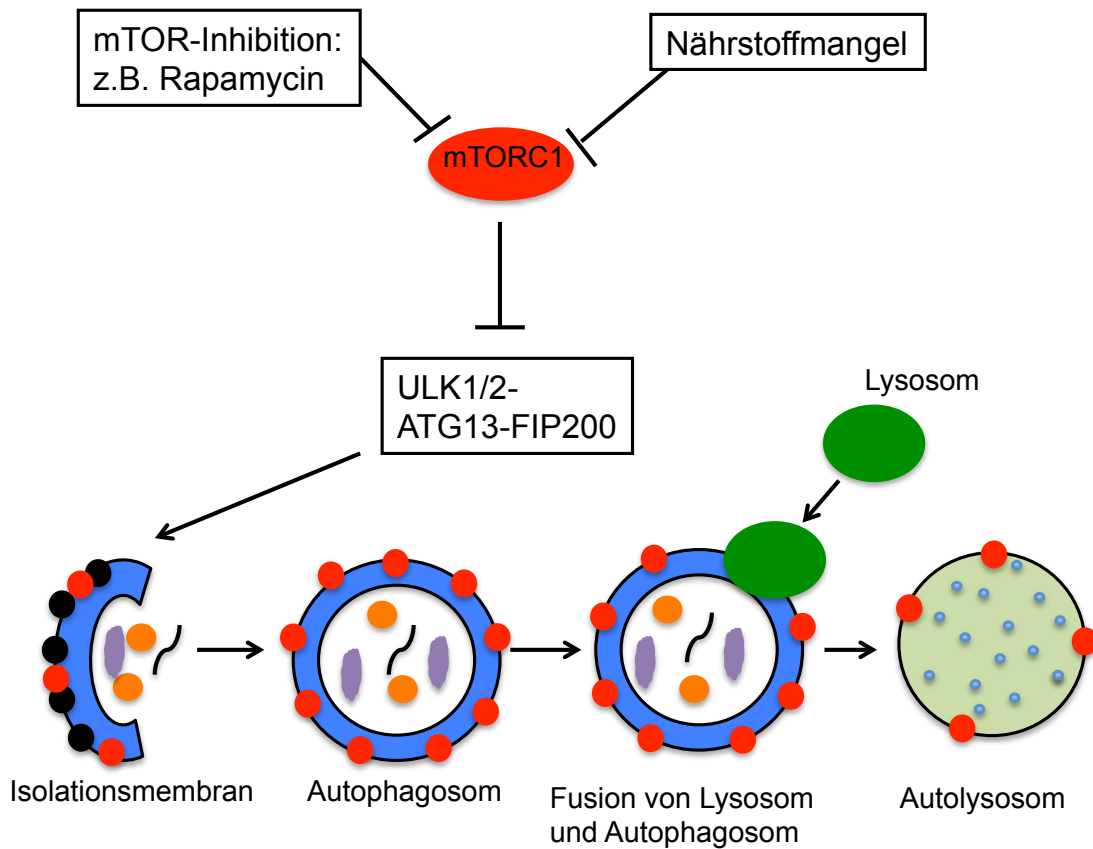 mTOR-Inhibition:
z.B. Rapamycin
Nährstoffmangel
mTORC1
ULK1/2-
ATG13-FIP200
Lysosom
Isolationsmembran
Autophagosom
Fusion von Lysosom
und Autophagosom
Autolysosom